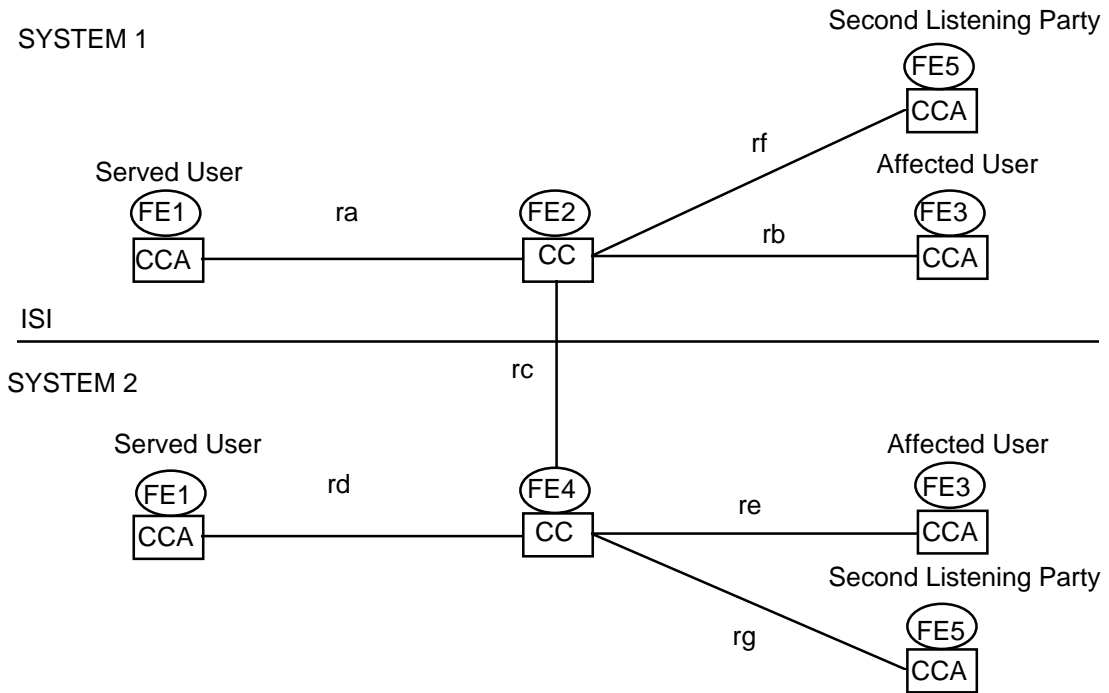 Second Listening Party
SYSTEM 1
FE5
CCA
rf
Served User
Affected User
FE1
ra
FE2
rb
FE3
CCA
CC
CCA
ISI
rc
SYSTEM 2
Served User
Affected User
FE1
rd
FE4
re
FE3
CCA
CC
CCA
Second Listening Party
rg
FE5
CCA